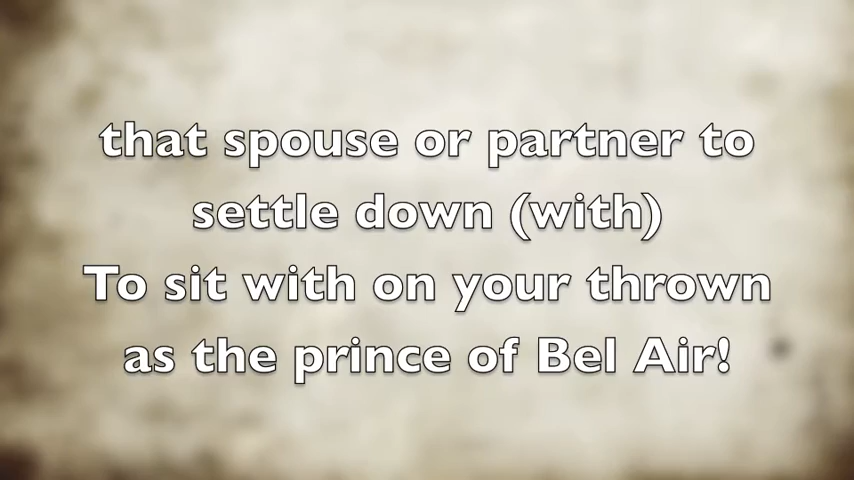 that spouse or partner to
settle down (with)
To sit with on your thrown
as the prince of Bel Air!